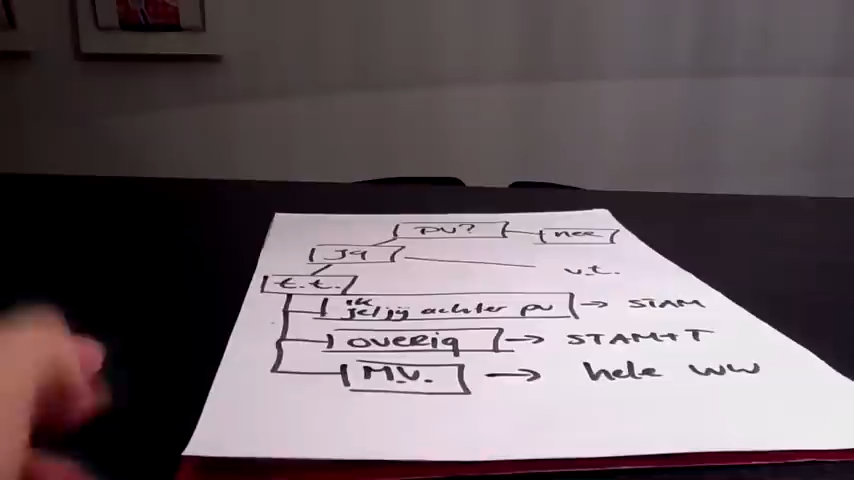 pv?
nee
Ja
v.t.
t.t.
ik
je/jij achter pv → STAM
overig → STAM+T
M.V. → hele ww